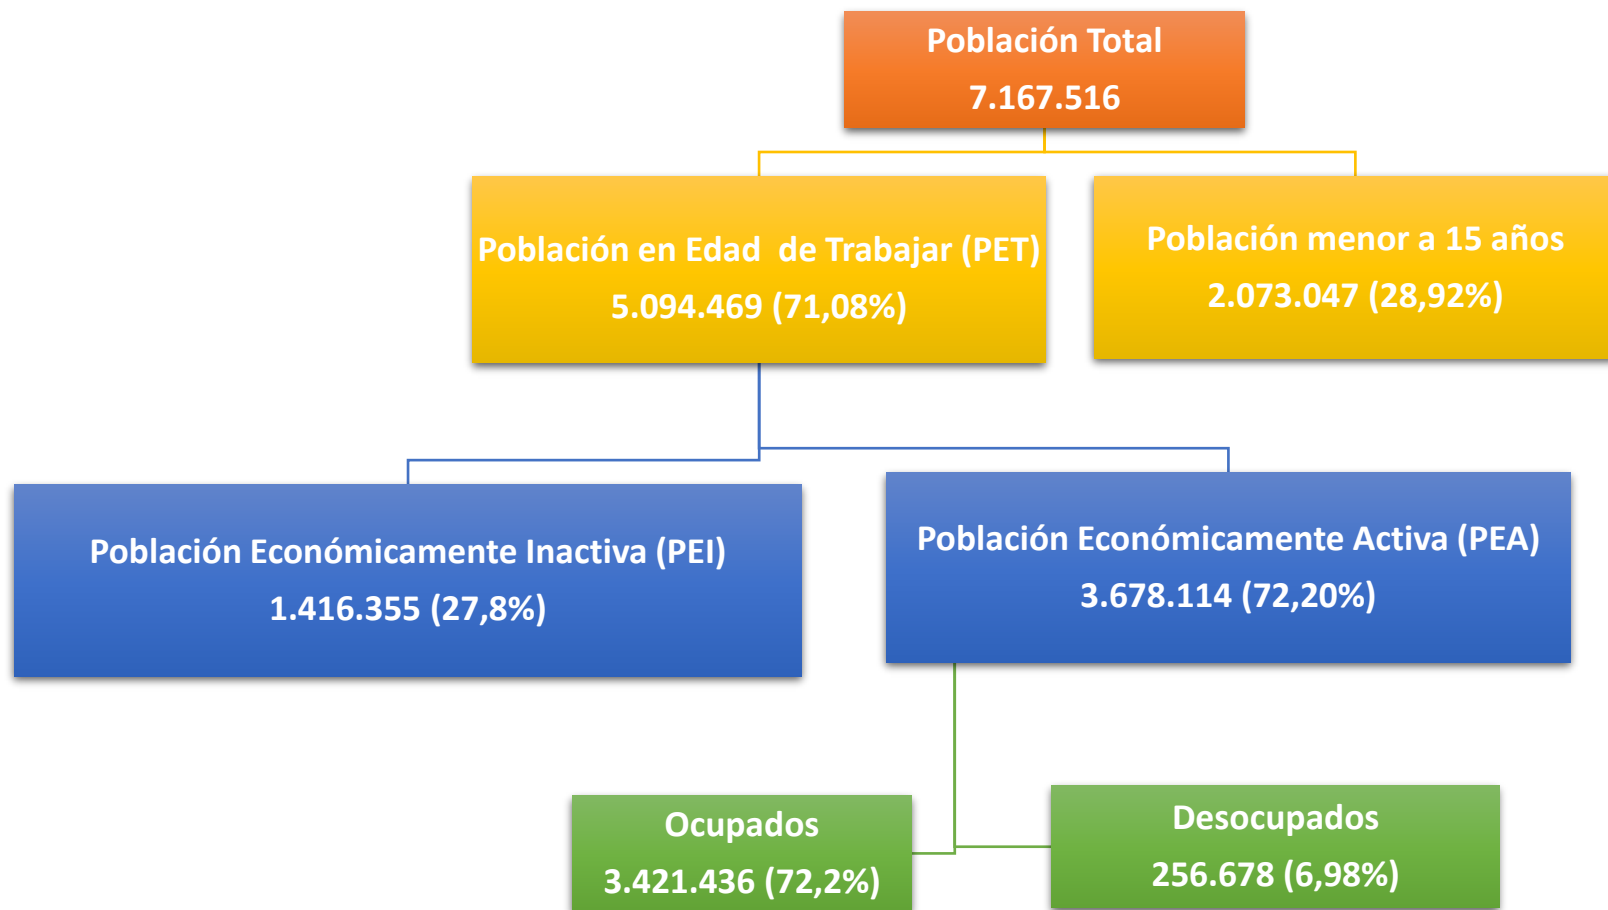 Población Total
7.167.516
Población en Edad  de Trabajar (PET)
5.094.469 (71,08%)
Población menor a 15 años
2.073.047 (28,92%)
Población Económicamente Inactiva (PEI)
1.416.355 (27,8%)
Población Económicamente Activa (PEA)
3.678.114 (72,20%)
Ocupados
3.421.436 (72,2%)
Desocupados
256.678 (6,98%)